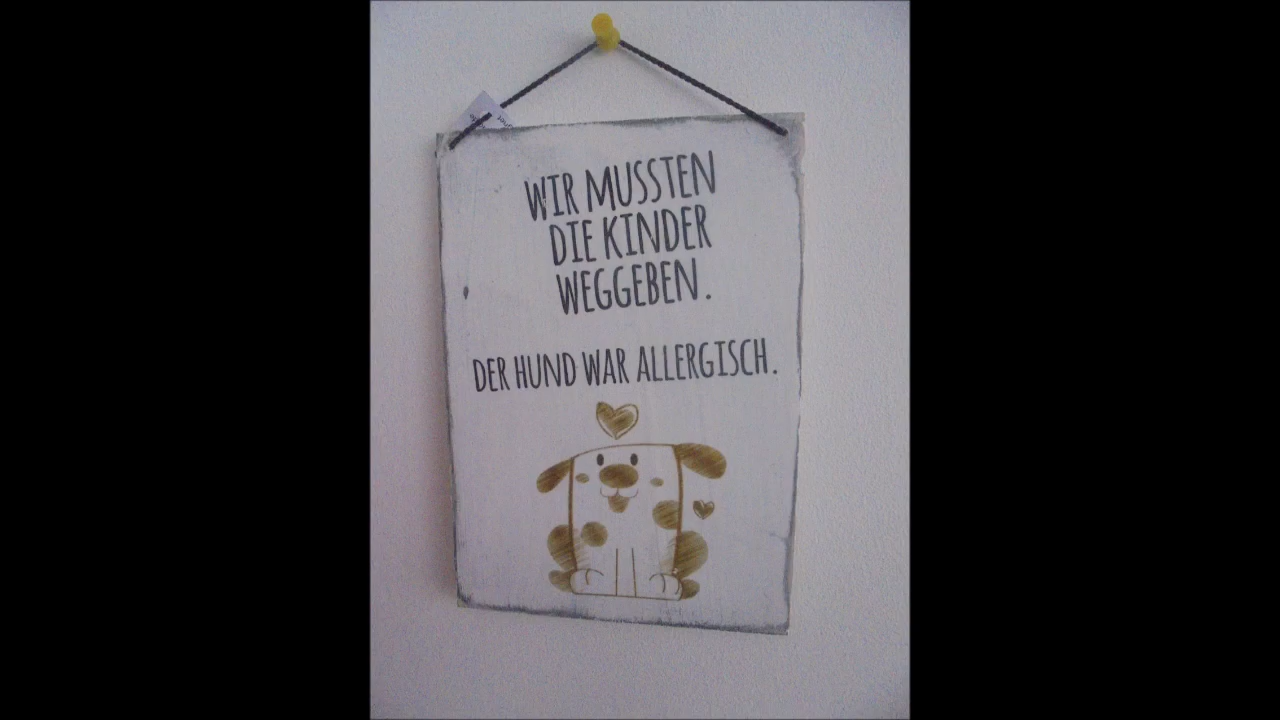 WIR MUSSTEN
DIE KINDER
WEGGEBEN.
DER HUND WAR ALLERGISCH.